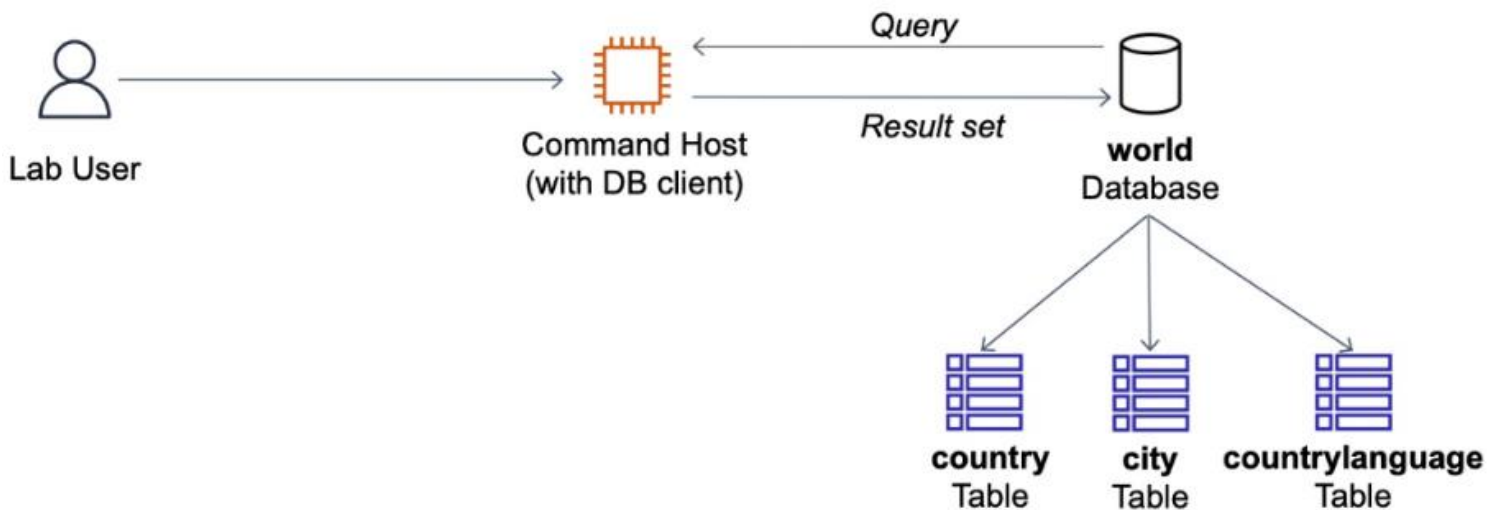 Query
Result set
Lab User
Command Host
(with DB client)
world
Database
country
Table
city
Table
countrylanguage
Table